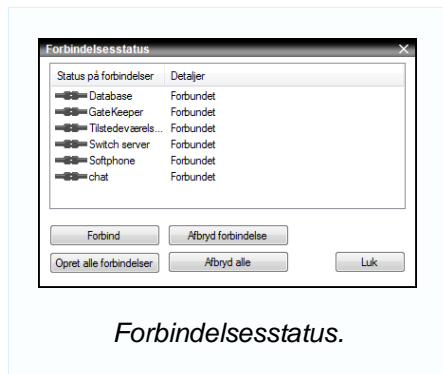 Forbindelsesstatus
Status på forbindelser Detaljer
Database Forbundet
GateKeeper Forbundet
Tilstedeværels... Forbundet
Switch server Forbundet
Softphone Forbundet
chat Forbundet
Forbind Afbryd forbindelse
Opret alle forbindelser Afbryd alle Luk
Forbindelsesstatus.